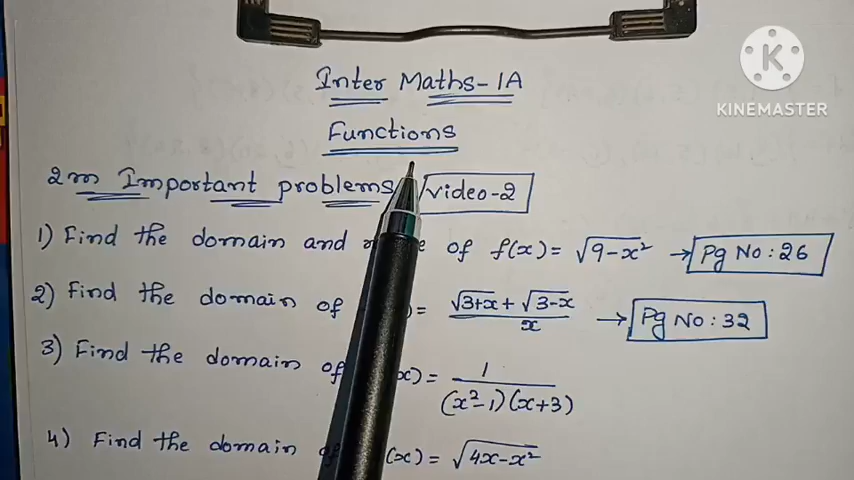 Inter Maths-1A
Functions
2m Important problems video-2
1) Find the domain and of f(x) = √9-x² → Pg No: 26
2) Find the domain of = √3+x + √3-x / x → Pg No: 32
3) Find the domain of (x) = 1 / (x²-1)(x+3)
4) Find the domain of (x) = √4x-x²
K
KINEMASTER